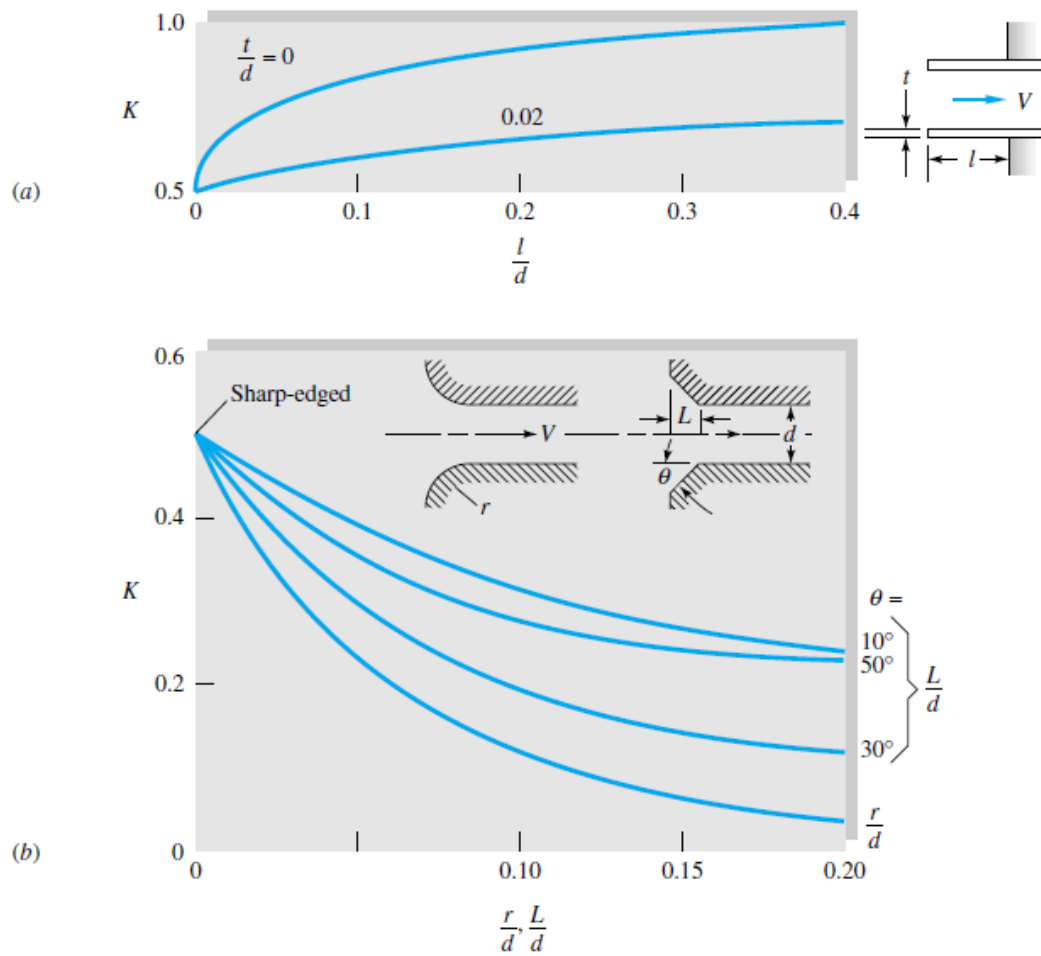 1.0
t/d = 0
K
0.02
t
V
l
(a)
0.5
0
0.1
0.2
0.3
0.4
l/d
0.6
Sharp-edged
L
V
d
θ
r
0.4
K
θ =
10°
50°
L/d
0.2
30°
r/d
(b)
0
0
0.10
0.15
0.20
r/d, L/d